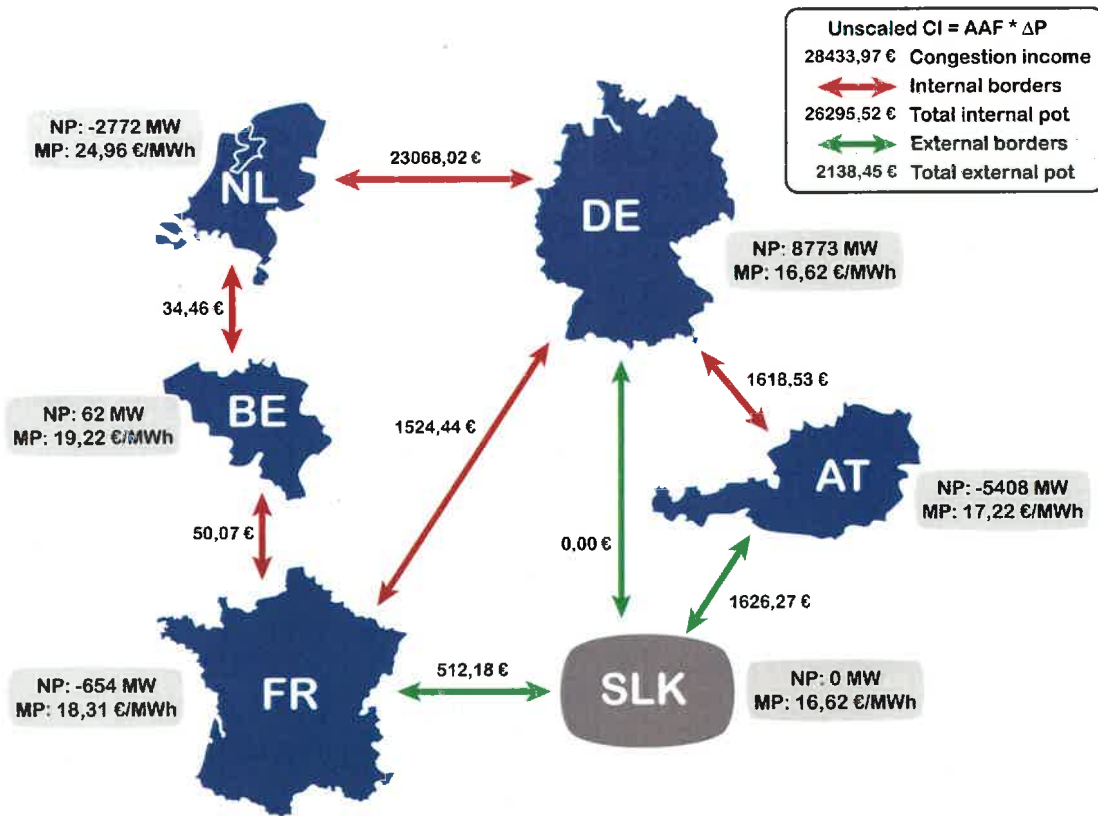 Unscaled CI = AAF * ΔP
28433,97 € Congestion income
Internal borders
26295,52 € Total internal pot
External borders
2138,45 € Total external pot
NP: -2772 MW
MP: 24,96 €/MWh
NL
23068,02 €
DE
NP: 8773 MW
MP: 16,62 €/MWh
34,46 €
1618,53 €
NP: 62 MW
MP: 19,22 €/MWh
BE
1524,44 €
AT
NP: -5408 MW
MP: 17,22 €/MWh
50,07 €
0,00 €
1626,27 €
NP: -654 MW
MP: 18,31 €/MWh
FR
512,18 €
SLK
NP: 0 MW
MP: 16,62 €/MWh